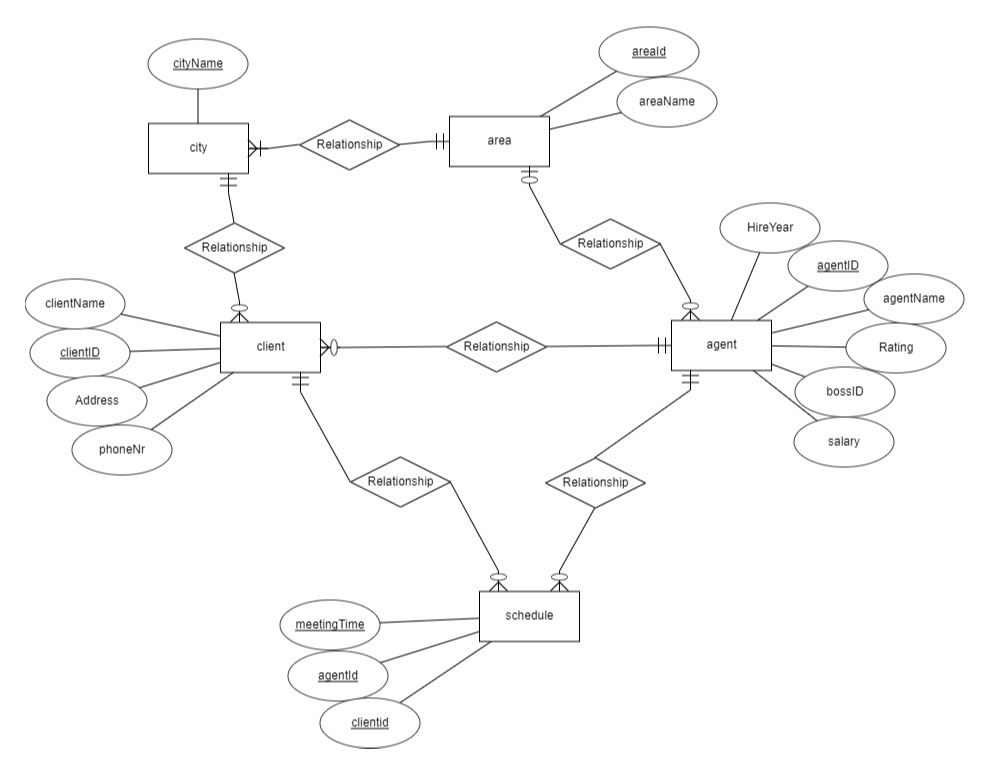 areaId
cityName
areaName
city
Relationship
area
HireYear
Relationship
Relationship
agentID
clientName
agentName
clientID
client
Relationship
agent
Rating
Address
bossID
phoneNr
salary
Relationship
Relationship
meetingTime
schedule
agentId
clientid